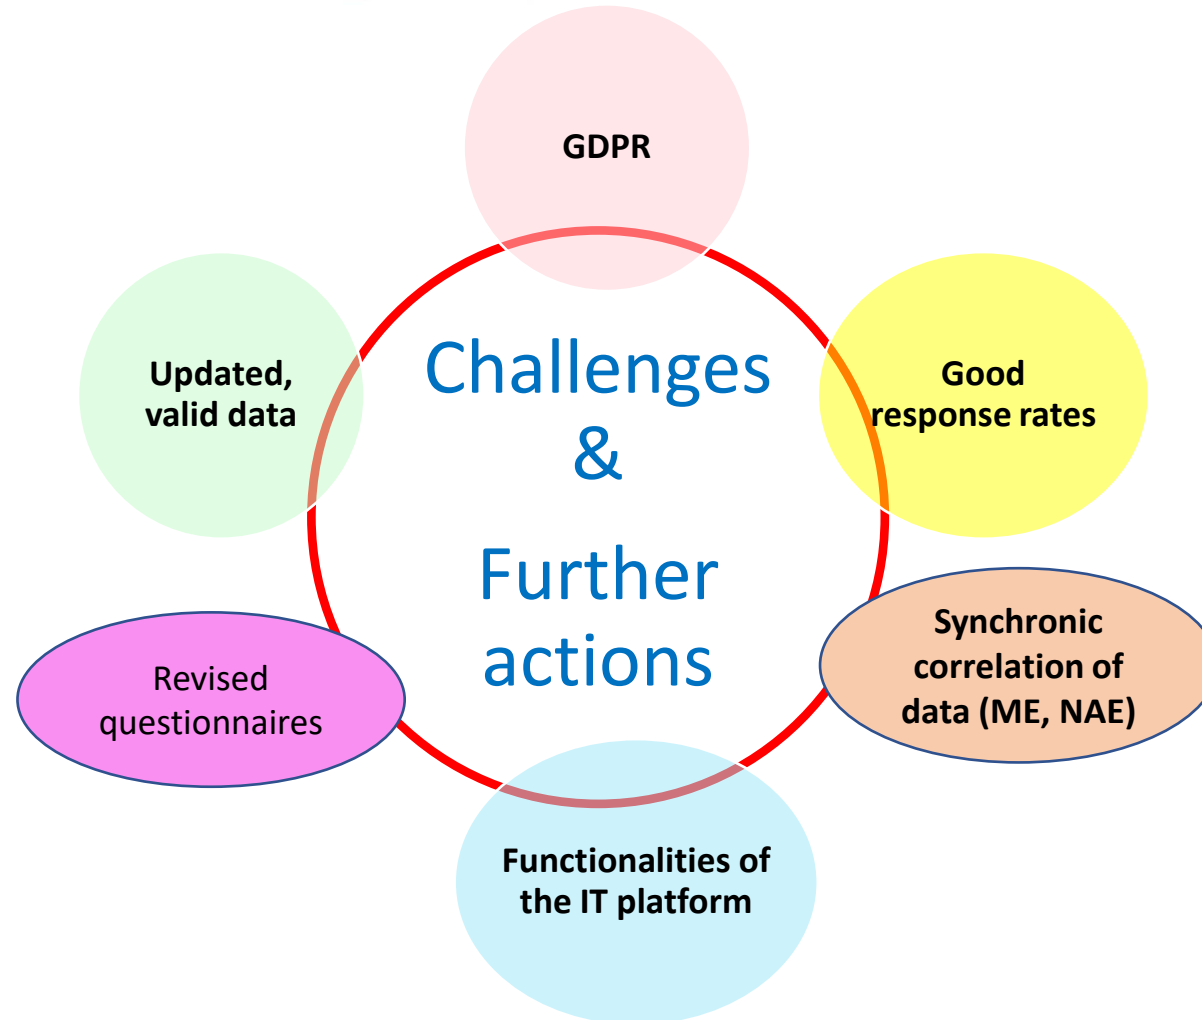 GDPR
Challenges
&
Further
actions
Good
response rates
Synchronic
correlation of
data (ME, NAE)
Functionalities of
the IT platform
Revised
questionnaires
Updated,
valid data